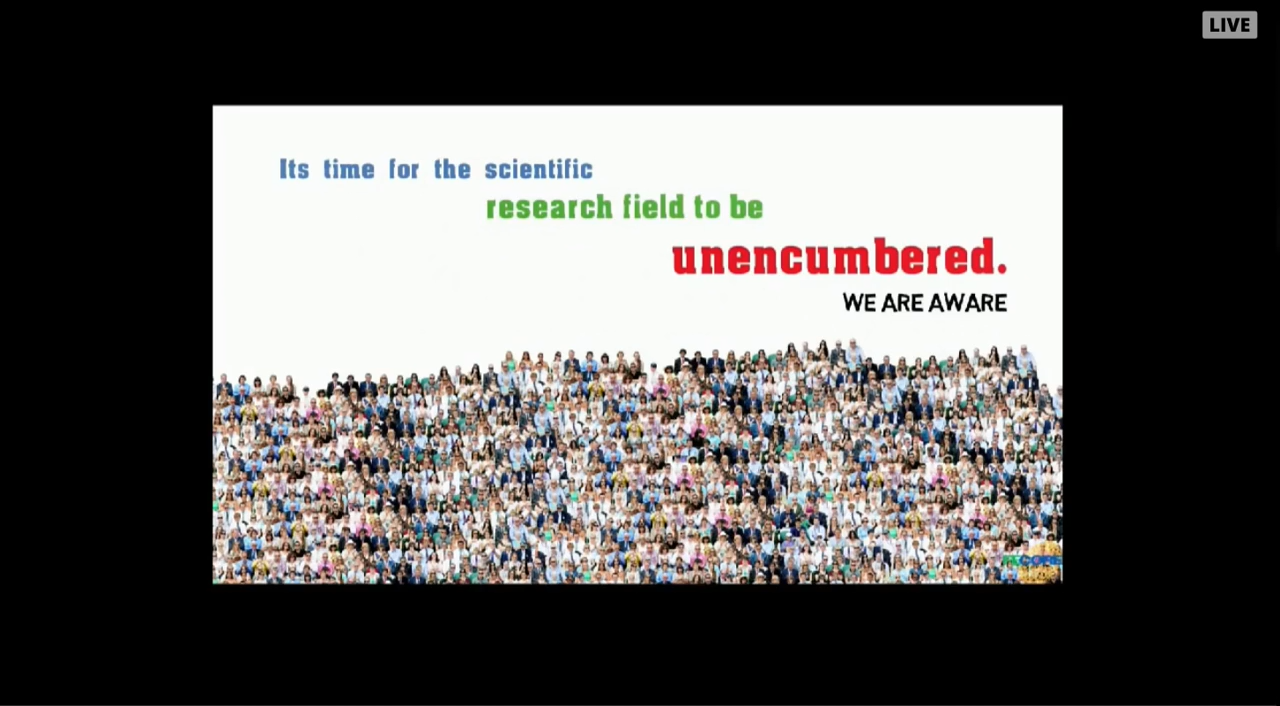 LIVE
Its time for the scientific
research field to be
unencumbered.
WE ARE AWARE